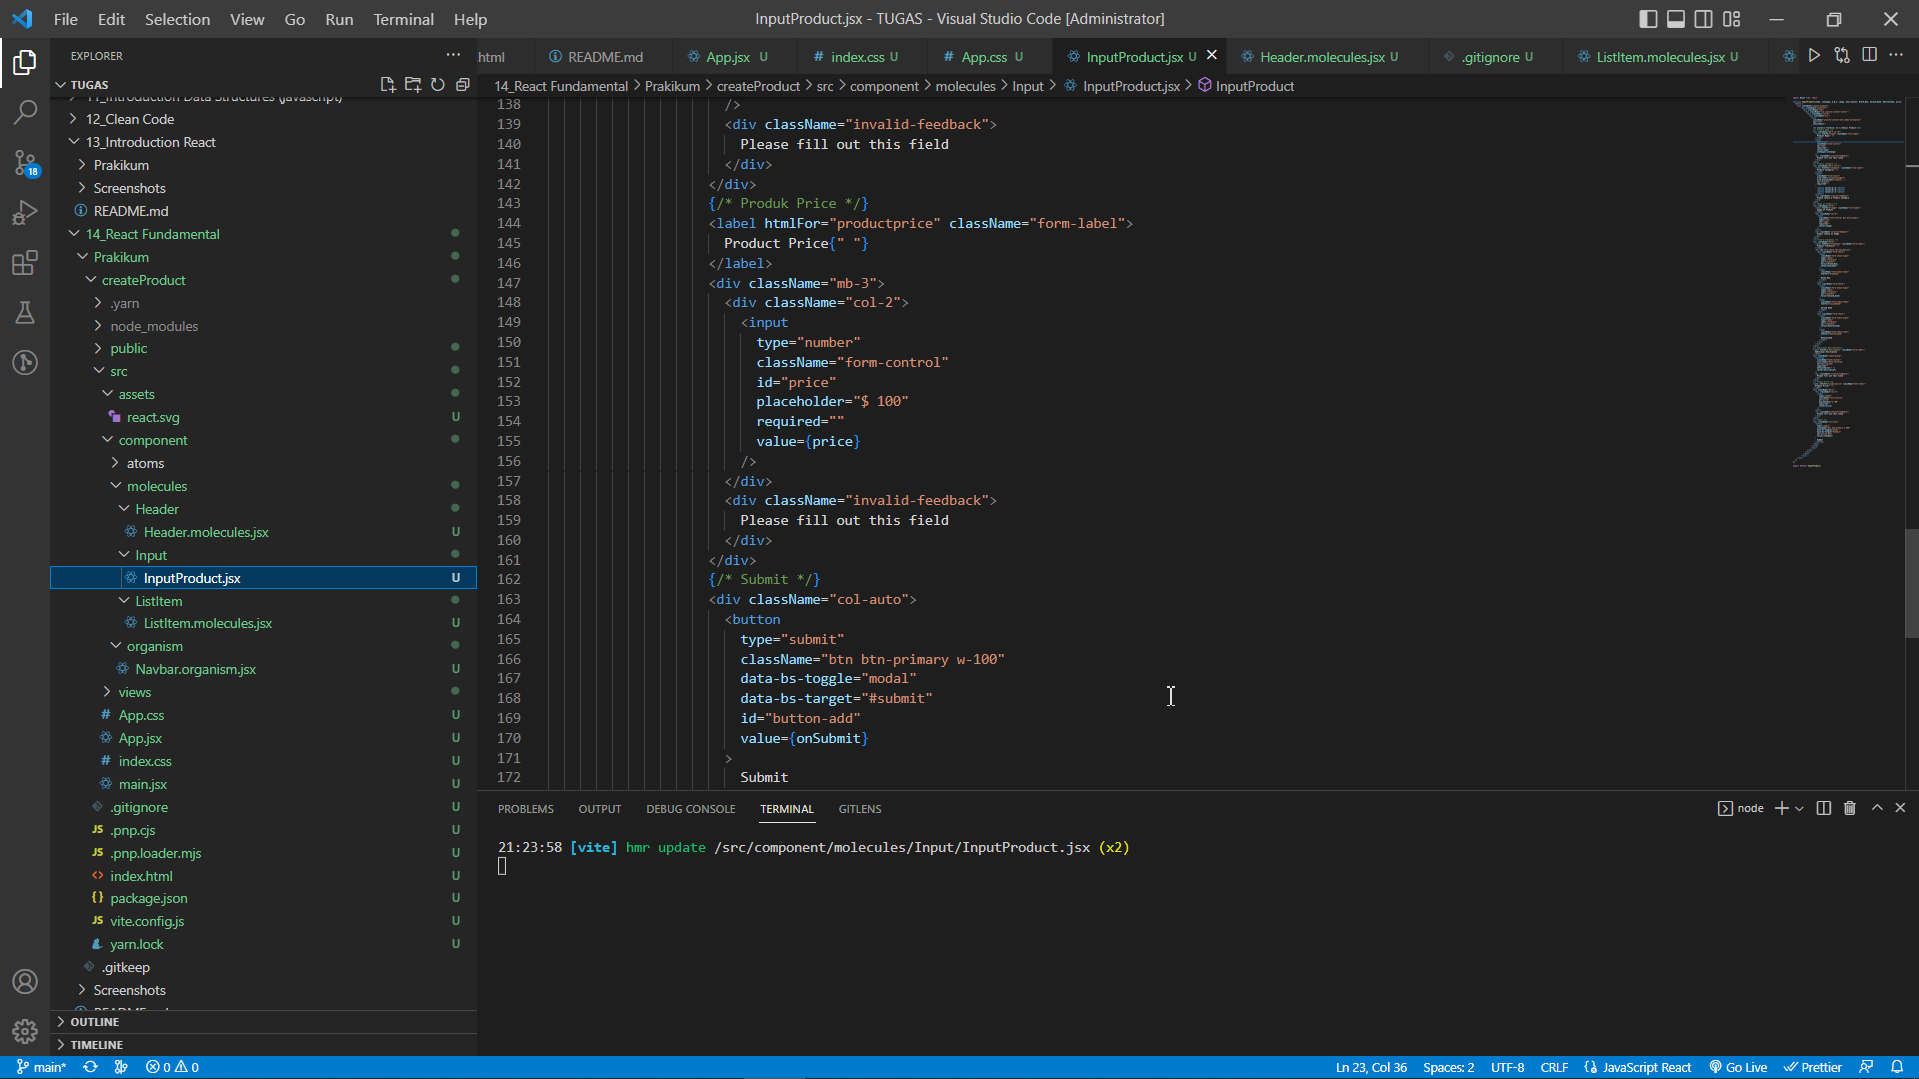 File Edit Selection View Go Run Terminal Help
InputProduct.jsx - TUGAS - Visual Studio Code [Administrator]
EXPLORER
TUGAS
11_Introduction Data Structures (javascript)
12_Clean Code
13_Introduction React
Prakikum
Screenshots
README.md
14_React Fundamental
Prakikum
createProduct
.yarn
node_modules
public
src
assets
react.svg U
component
atoms
molecules
Header
Header.molecules.jsx U
Input
InputProduct.jsx U
ListItem
ListItem.molecules.jsx U
organism
Navbar.organism.jsx U
views
# App.css U
App.jsx U
# index.css U
main.jsx U
.gitignore U
JS .pnp.cjs U
JS .pnp.loader.mjs U
<> index.html U
{} package.json U
JS vite.config.js U
yarn.lock U
.gitkeep
Screenshots
OUTLINE
TIMELINE
html README.md App.jsx U # index.css U # App.css U InputProduct.jsx U Header.molecules.jsx U .gitignore U ListItem.molecules.jsx U
14_React Fundamental > Prakikum > createProduct > src > component > molecules > Input > InputProduct.jsx > InputProduct
138 />
139 <div className="invalid-feedback">
140 Please fill out this field
141 </div>
142 </div>
143 {/* Produk Price */}
144 <label htmlFor="productprice" className="form-label">
145 Product Price{" "}
146 </label>
147 <div className="mb-3">
148 <div className="col-2">
149 <input
150 type="number"
151 className="form-control"
152 id="price"
153 placeholder="$ 100"
154 required=""
155 value={price}
156 />
157 </div>
158 <div className="invalid-feedback">
159 Please fill out this field
160 </div>
161 </div>
162 {/* Submit */}
163 <div className="col-auto">
164 <button
165 type="submit"
166 className="btn btn-primary w-100"
167 data-bs-toggle="modal"
168 data-bs-target="#submit"
169 id="button-add"
170 value={onSubmit}
171 >
172 Submit
PROBLEMS OUTPUT DEBUG CONSOLE TERMINAL GITLENS
node
21:23:58 [vite] hmr update /src/component/molecules/Input/InputProduct.jsx (x2)
18
main* 0 0
Ln 23, Col 36 Spaces: 2 UTF-8 CRLF {} JavaScript React Go Live Prettier